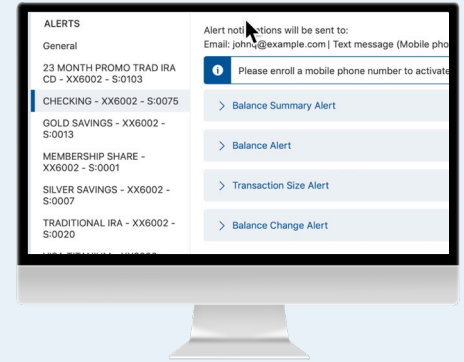 ALERTS
General
23 MONTH PROMO TRAD IRA
CD - XX6002 - S:0103
CHECKING - XX6002 - S:0075
GOLD SAVINGS - XX6002 -
S:0013
MEMBERSHIP SHARE -
XX6002 - S:0001
SILVER SAVINGS - XX6002 -
S:0007
TRADITIONAL IRA - XX6002 -
S:0020
Alert will be sent to:
Email: johnq@example.com | Text message (Mobile pho
Please enroll a mobile phone number to activate
Balance Summary Alert
Balance Alert
Transaction Size Alert
Balance Change Alert